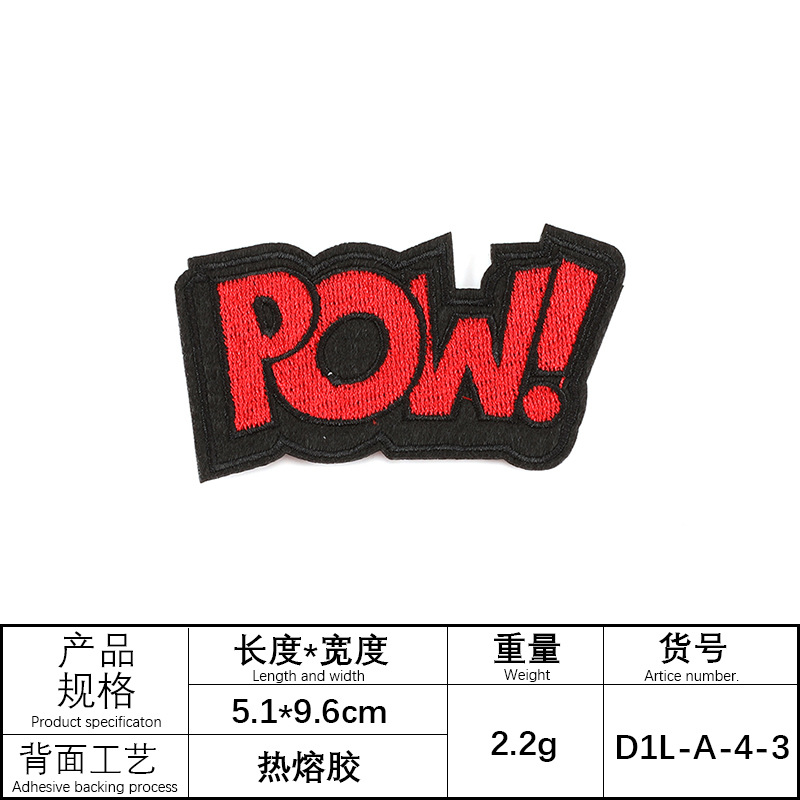 POW!
产品
规格
Product specificaton
长度*宽度
Length and width
重量
Weight
货号
Artice number.
5.1*9.6cm
2.2g
D1L-A-4-3
背面工艺
Adhesive backing process
热熔胶